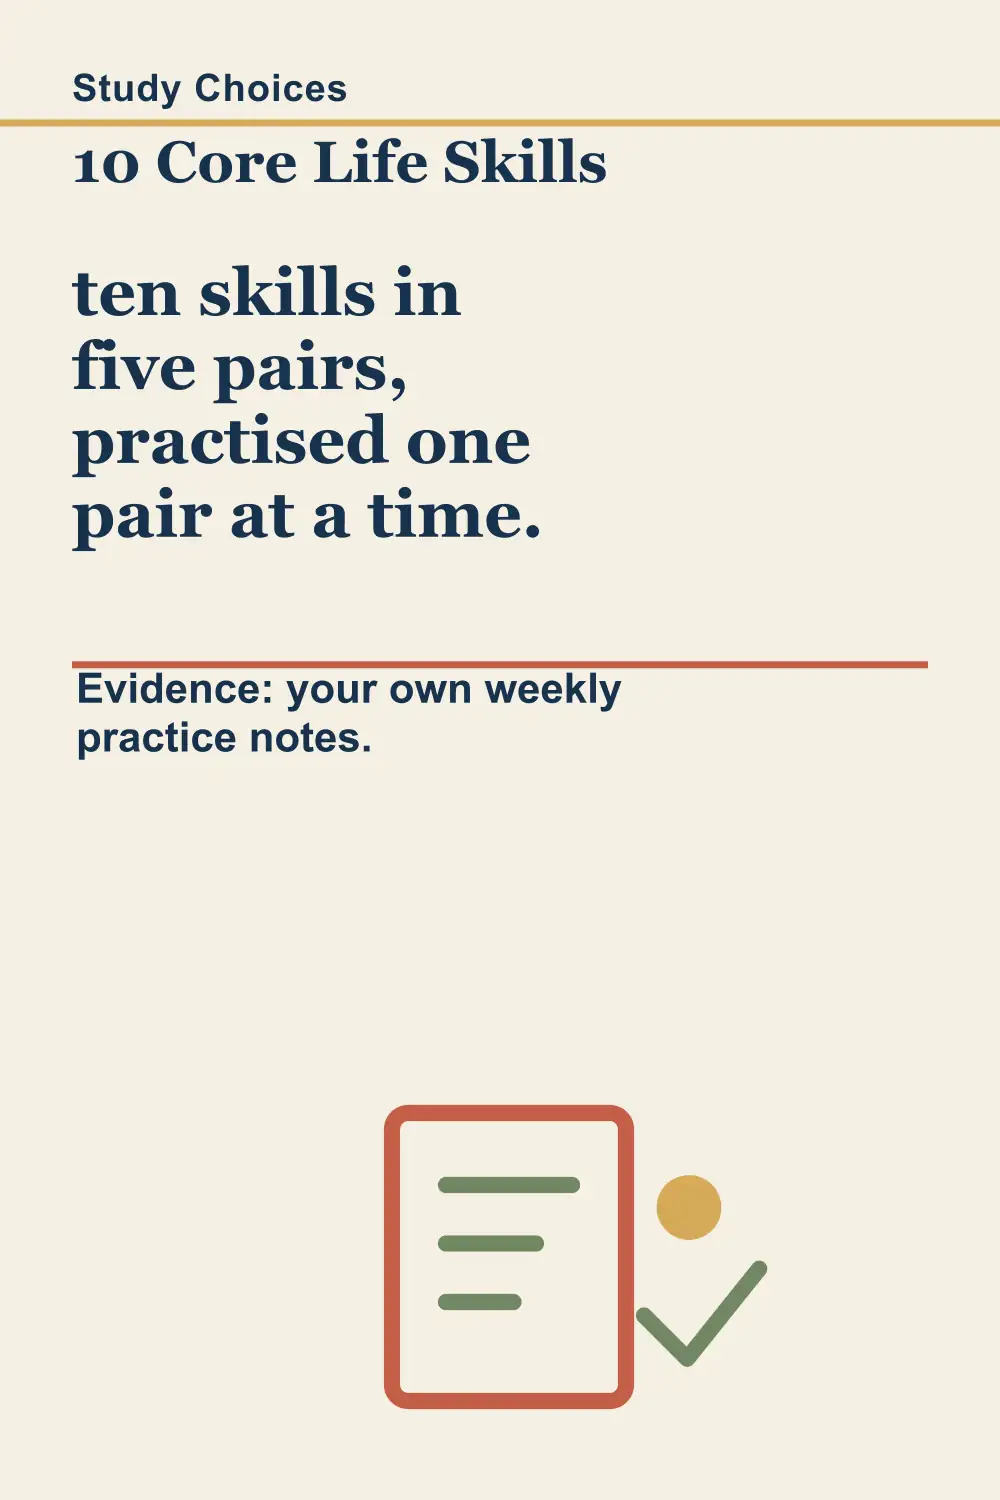 Study Choices
10 Core Life Skills
ten skills in
five pairs,
practised one
pair at a time.
Evidence: your own weekly
practice notes.